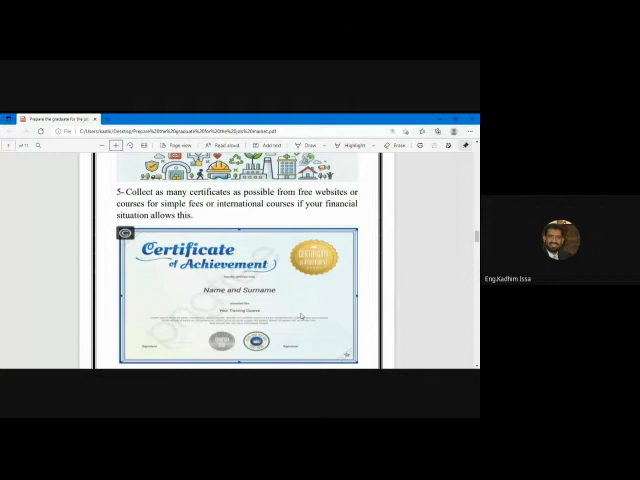 Prepare the graduate for the jo
File
C:/Users/kadhi/Desktop/Prepare%20the%20graduate%20for%20the%20job%20market.pdf
of 11
Page view
Read aloud
Add text
Draw
Highlight
Erase
5- Collect as many certificates as possible from free websites or
courses for simple fees or international courses if your financial
situation allows this.
Certificate
of Achievement
Name and Surname
Your Training Course
Signature
Signature
Eng.Kadhim Issa